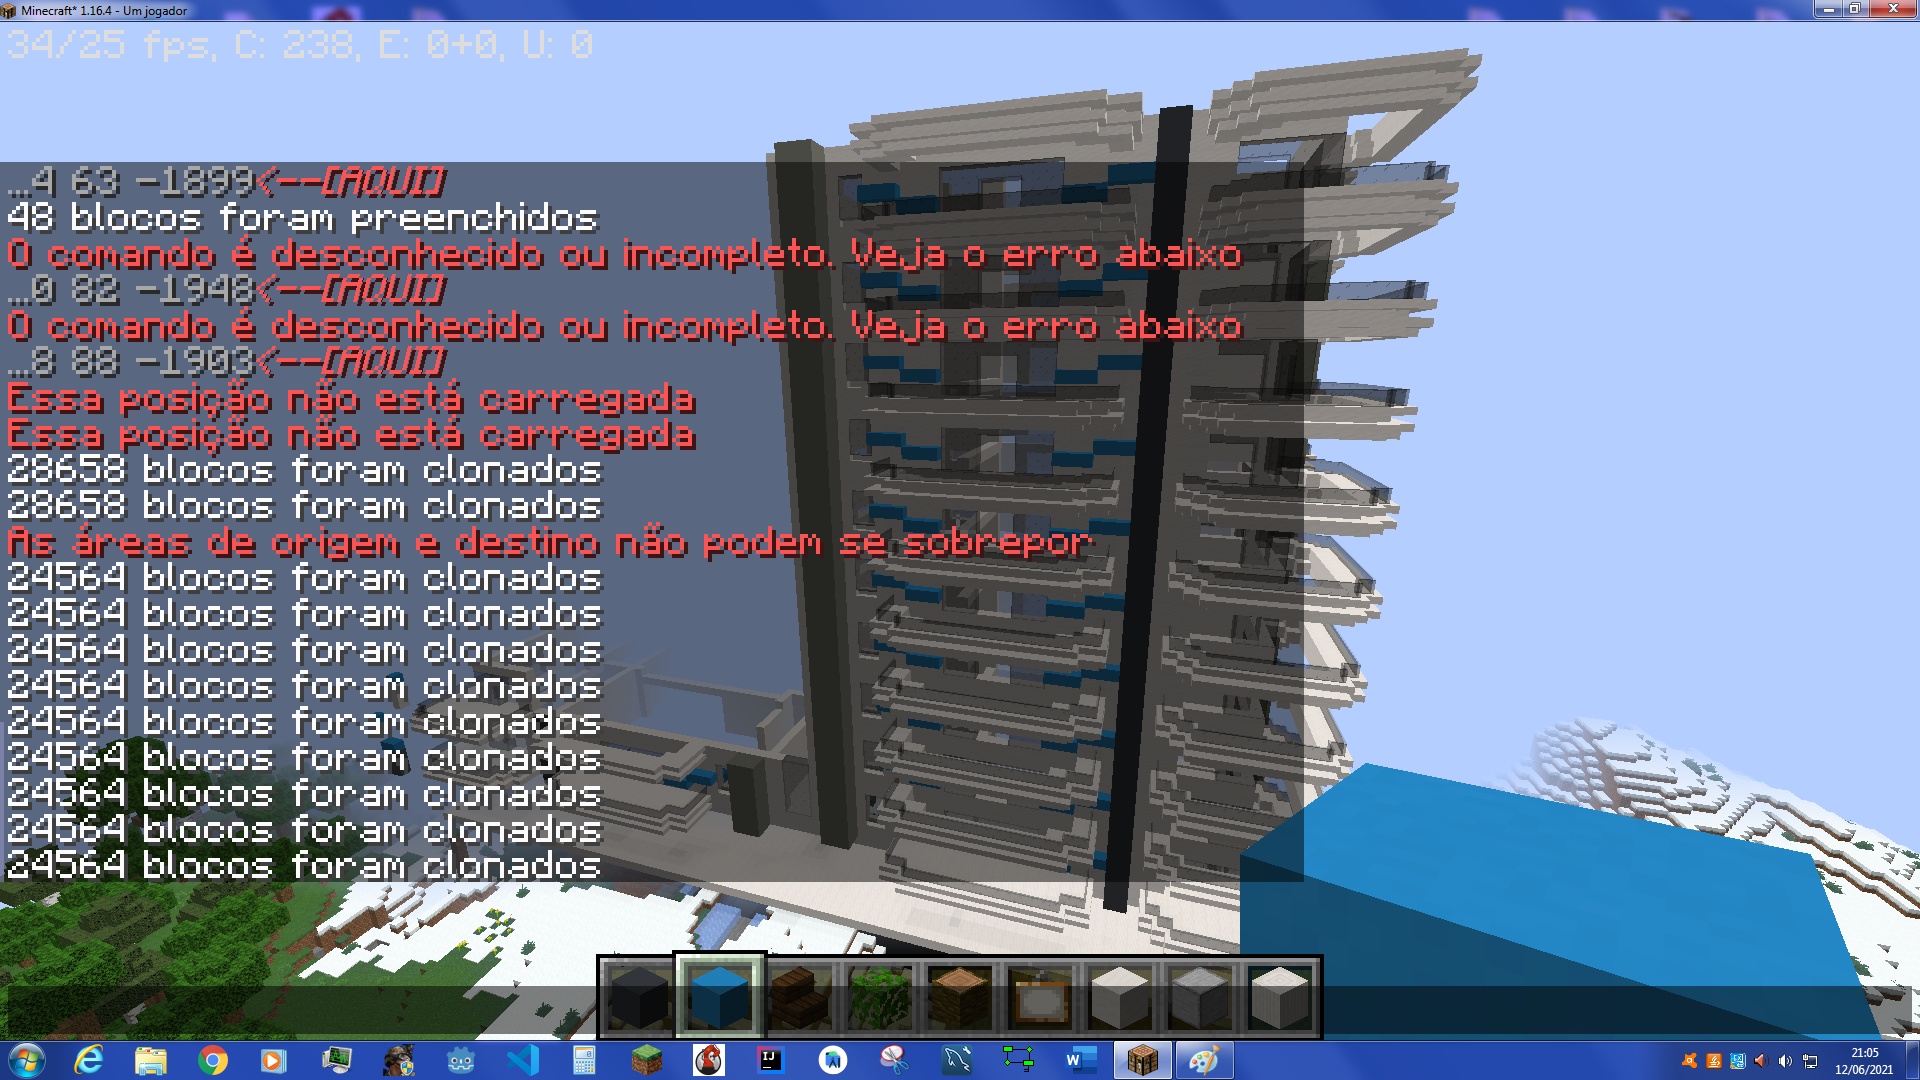 Minecraft* 1.16.4 - Um jogador
34/25 fps, C: 238, E: 0+0, U: 0
...4 63 -1899<--[AQUI]
48 blocos foram preenchidos
O comando é desconhecido ou incompleto. Veja o erro abaixo
...0 82 -1948<--[AQUI]
O comando é desconhecido ou incompleto. Veja o erro abaixo
...8 88 -1903<--[AQUI]
Essa posição não está carregada
Essa posição não está carregada
28658 blocos foram clonados
28658 blocos foram clonados
As áreas de origem e destino não podem se sobrepor
24564 blocos foram clonados
24564 blocos foram clonados
24564 blocos foram clonados
24564 blocos foram clonados
24564 blocos foram clonados
24564 blocos foram clonados
24564 blocos foram clonados
24564 blocos foram clonados
24564 blocos foram clonados
21:05
12/06/2021